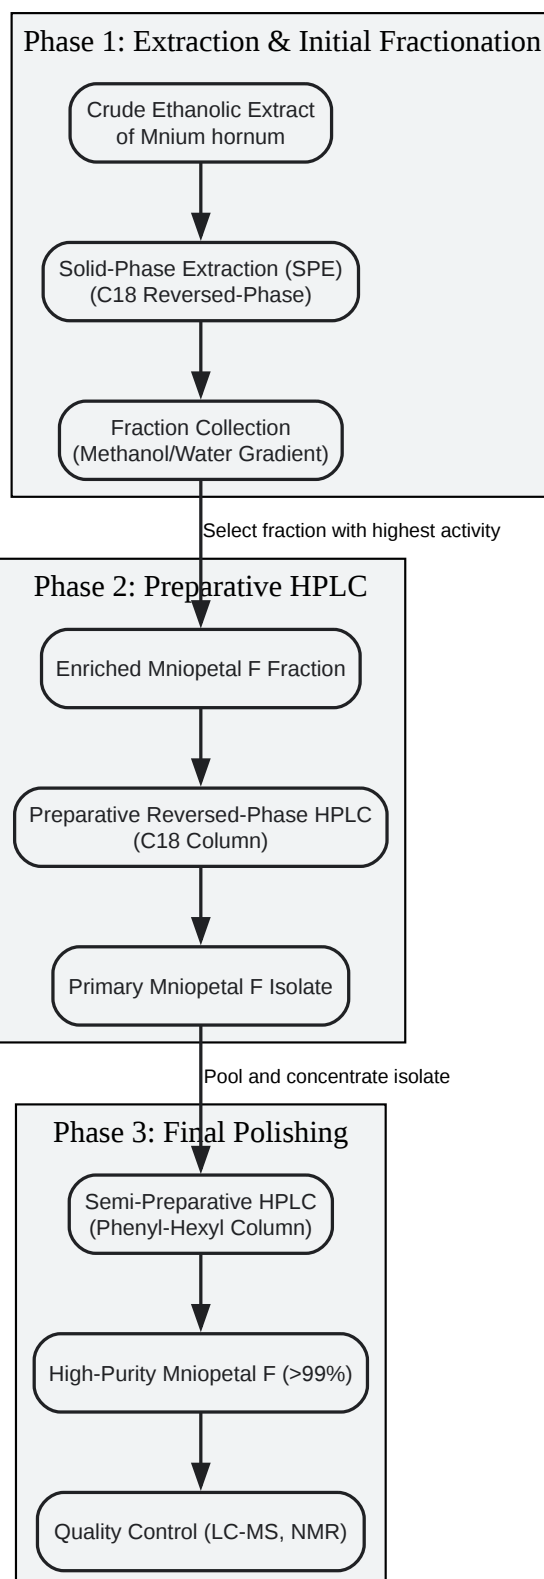 Phase 1: Extraction & Initial Fractionation
Crude Ethanolic Extract
of Mnium hornum
Solid-Phase Extraction (SPE)
(C18 Reversed-Phase)
Fraction Collection
(Methanol/Water Gradient)
Select fraction with highest activity
Phase 2: Preparative HPLC
Enriched Mniopetal F Fraction
Preparative Reversed-Phase HPLC
(C18 Column)
Primary Mniopetal F Isolate
Pool and concentrate isolate
Phase 3: Final Polishing
Semi-Preparative HPLC
(Phenyl-Hexyl Column)
High-Purity Mniopetal F (>99%)
Quality Control (LC-MS, NMR)